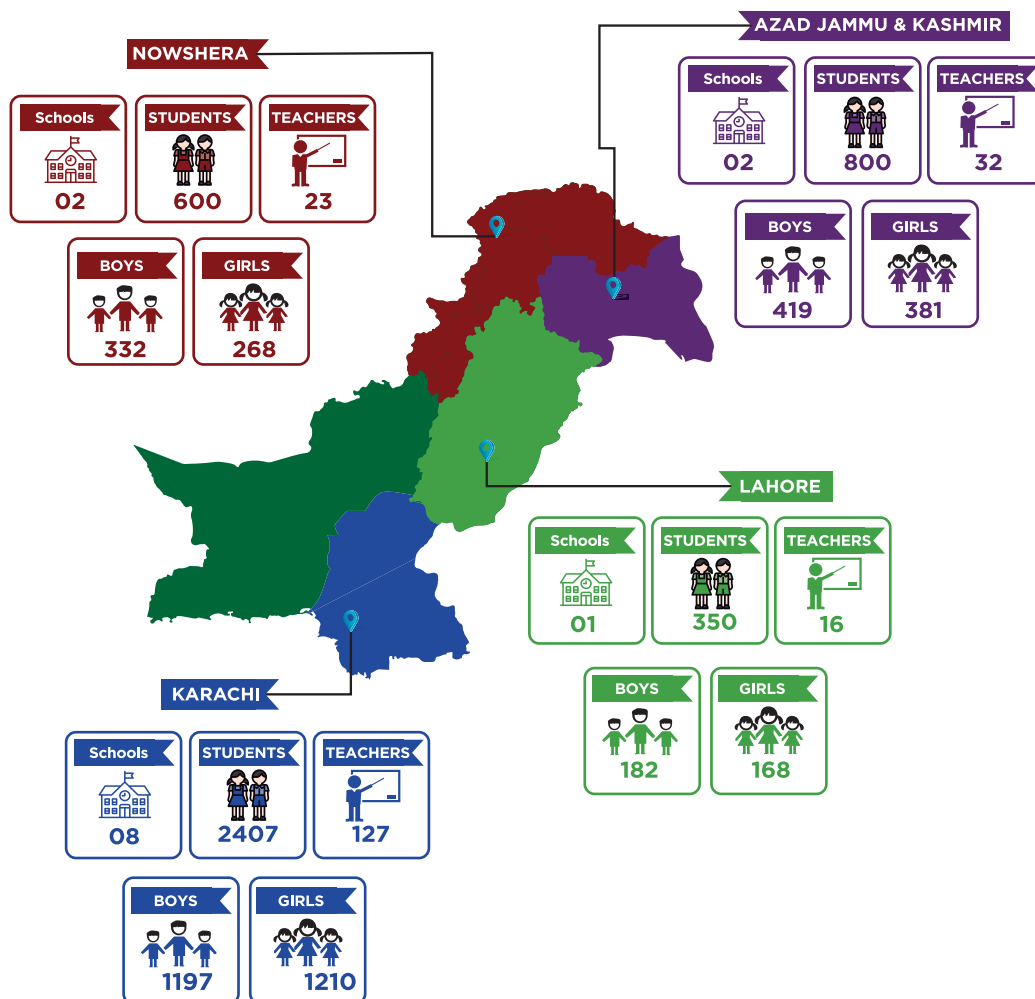 NOWSHERA
Schools
02
STUDENTS
600
TEACHERS
23
BOYS
332
GIRLS
268
AZAD JAMMU & KASHMIR
Schools
02
STUDENTS
800
TEACHERS
32
BOYS
419
GIRLS
381
LAHORE
Schools
01
STUDENTS
350
TEACHERS
16
BOYS
182
GIRLS
168
KARACHI
Schools
08
STUDENTS
2407
TEACHERS
127
BOYS
1197
GIRLS
1210